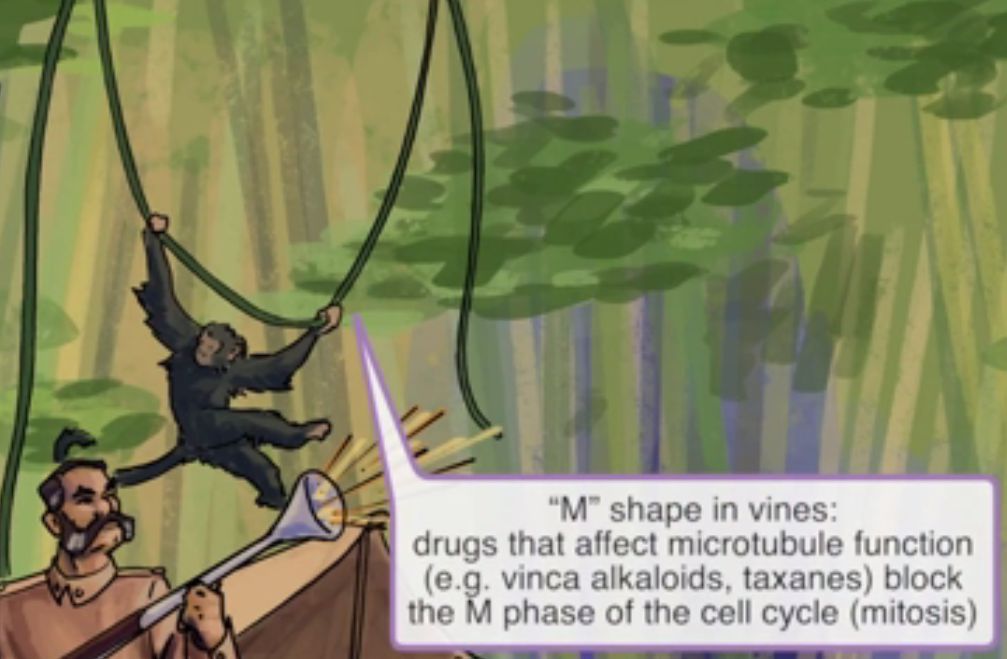 “M” shape in vines:
drugs that affect microtubule function
(e.g. vinca alkaloids, taxanes) block
the M phase of the cell cycle (mitosis)